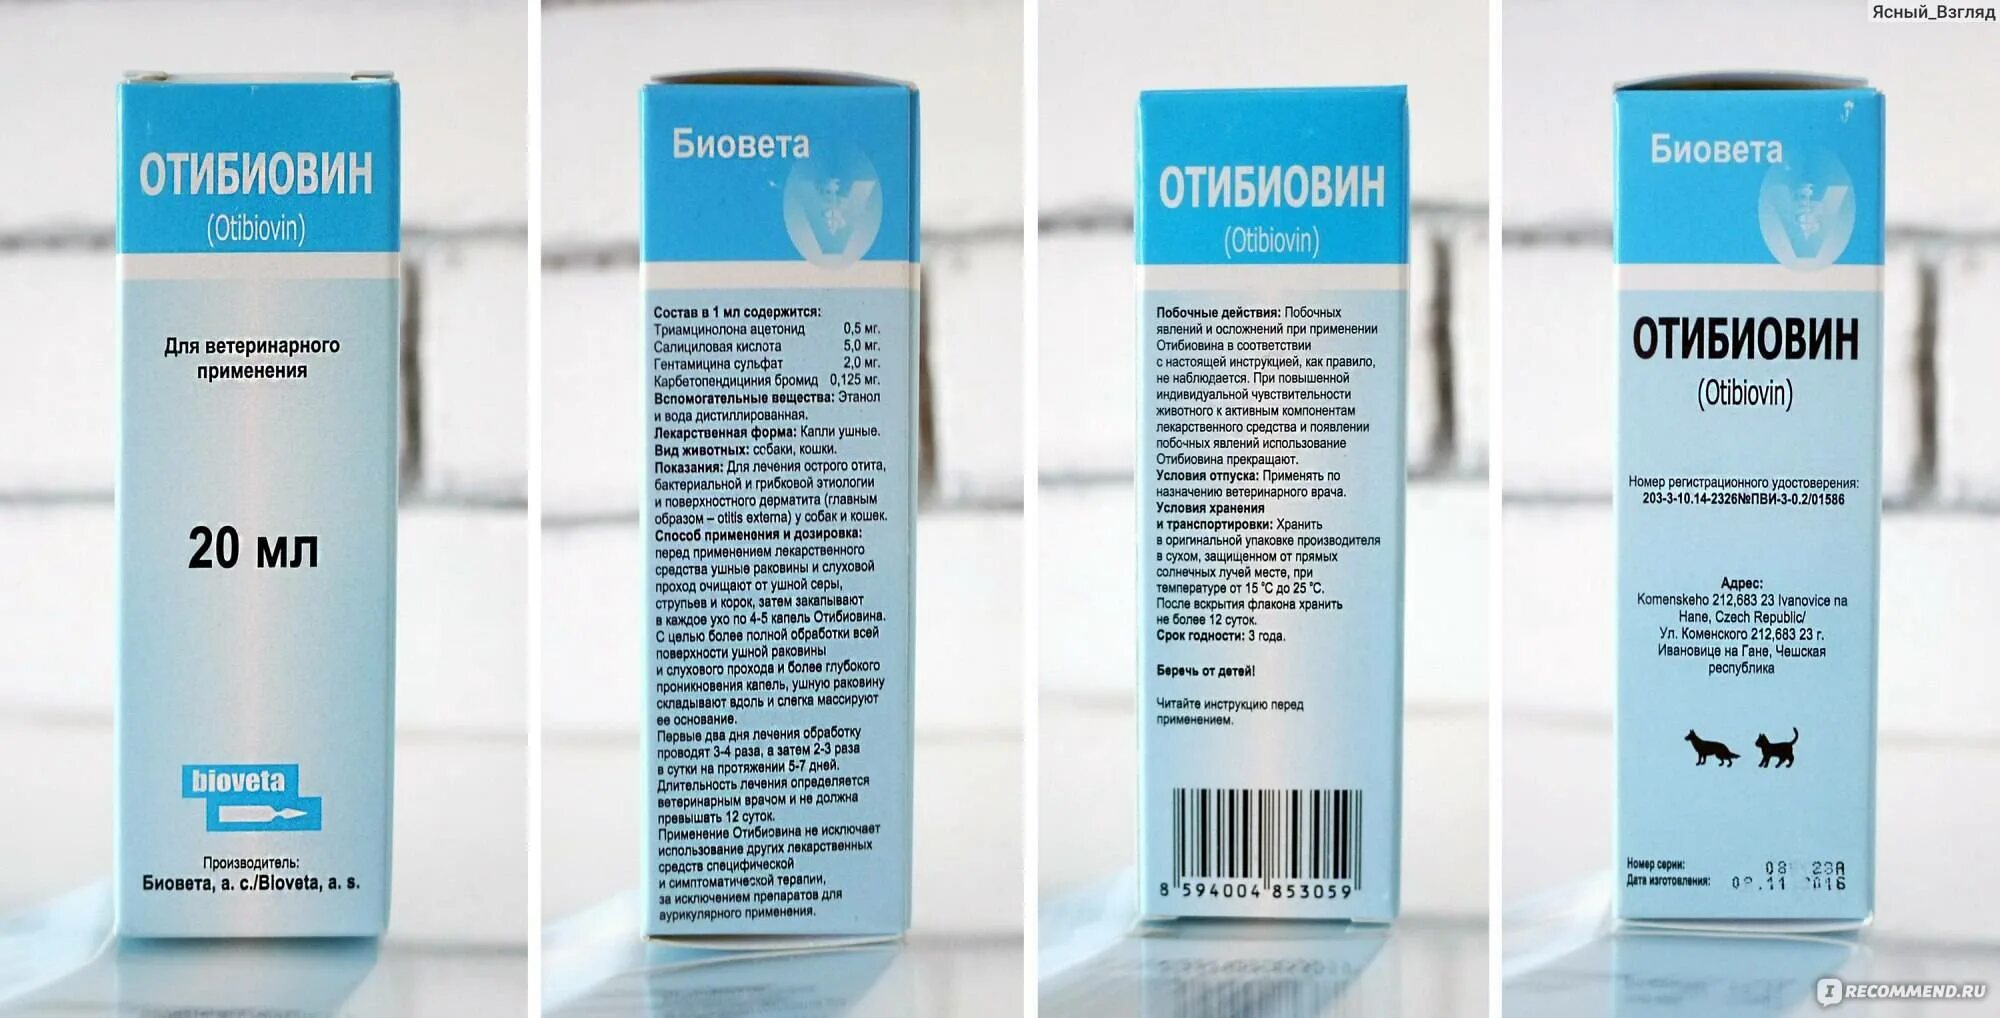 Ясный_Взгляд
ОТИБИОВИН
(Otibiovin)
Для ветеринарного
применения
20 мл
bioveta
Производитель:
Биовета, а. с./Bioveta, a. s.
Биовета
Состав в 1 мл содержится:
Триамцинолона ацетонид 0,5 мг.
Салициловая кислота 5,0 мг.
Гентамицина сульфат 2,0 мг.
Карбетопендициния бромид 0,125 мг.
Вспомогательные вещества: Этанол
и вода дистиллированная.
Лекарственная форма: Капли ушные.
Вид животных: собаки, кошки.
Показания: Для лечения острого отита,
бактериальной и грибковой этиологии
и поверхностного дерматита (главным
образом – otitis externa) у собак и кошек.
Способ применения и дозировка:
перед применением лекарственного
средства ушные раковины и слуховой
проход очищают от ушной серы,
струпьев и корок, затем закапывают
в каждое ухо по 4-5 капель Отибиовина.
С целью более полной обработки всей
поверхности ушной раковины
и слухового прохода и более глубокого
проникновения капель, ушную раковину
складывают вдоль и слегка массируют
ее основание.
Первые два дня лечения обработку
проводят 3-4 раза, а затем 2-3 раза
в сутки на протяжении 5-7 дней.
Длительность лечения определяется
ветеринарным врачом и не должна
превышать 12 суток.
Применение Отибиовина не исключает
использование других лекарственных
средств специфической
и симптоматической терапии,
за исключением препаратов для
аурикулярного применения.
ОТИБИОВИН
(Otibiovin)
Побочные действия: Побочных
явлений и осложнений при применении
Отибиовина в соответствии
с настоящей инструкцией, как правило,
не наблюдается. При повышенной
индивидуальной чувствительности
животного к активным компонентам
лекарственного средства и появлении
побочных явлений использование
Отибиовина прекращают.
Условия отпуска: Применять по
назначению ветеринарного врача.
Условия хранения
и транспортировки: Хранить
в оригинальной упаковке производителя
в сухом, защищенном от прямых
солнечных лучей месте, при
температуре от 15 °С до 25 °С.
После вскрытия флакона хранить
не более 12 суток.
Срок годности: 3 года.
Беречь от детей!
Читайте инструкцию перед
применением.
8 594004 853059
Биовета
ОТИБИОВИН
(Otibiovin)
Номер регистрационного удостоверения:
203-3-10.14-2326№ПВИ-3-0.2/01586
Адрес:
Komenskeho 212,683 23 Ivanovice na
Hane, Czech Republic/
Ул. Коменского 212,683 23 г.
Ивановице на Гане, Чешская
республика
Номер серии:
Дата изготовления:
IRECOMMEND.RU